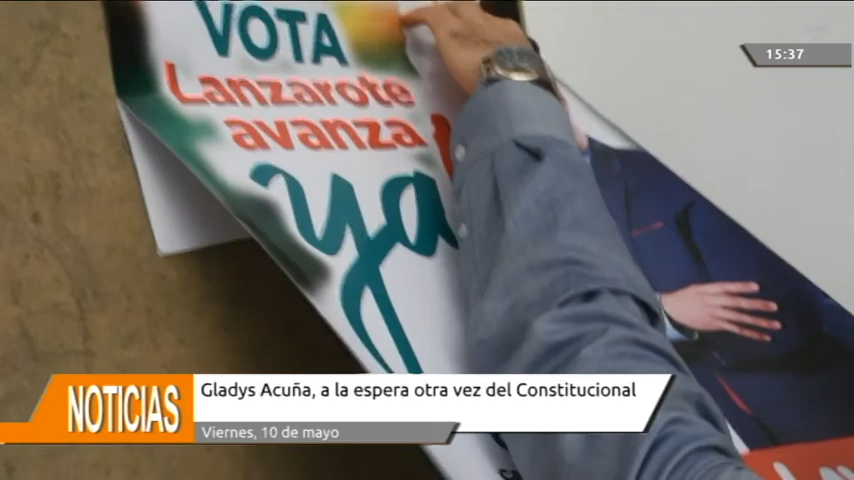 VOTA
Lanzarote
avanza
ya
15:37
NOTICIAS
Gladys Acuña, a la espera otra vez del Constitucional
Viernes, 10 de mayo